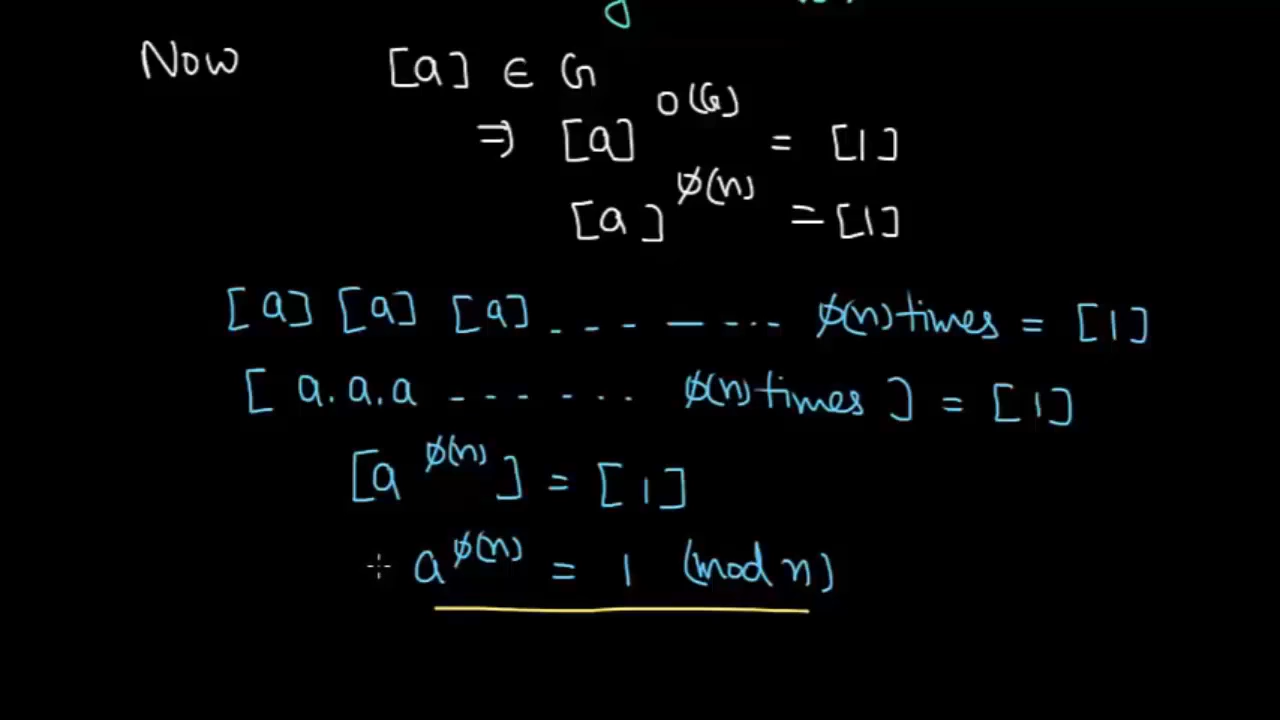 Now [a] ∈ G
⇒ [a]^O(G) = [1]
[a]^ϕ(n) = [1]
[a] [a] [a] . - - - — - ... ϕ(n) times = [1]
[ a.a.a - - - - . - .. ϕ(n) times ] = [1]
[a^ϕ(n)] = [1]
a^ϕ(n) = 1 (mod n)